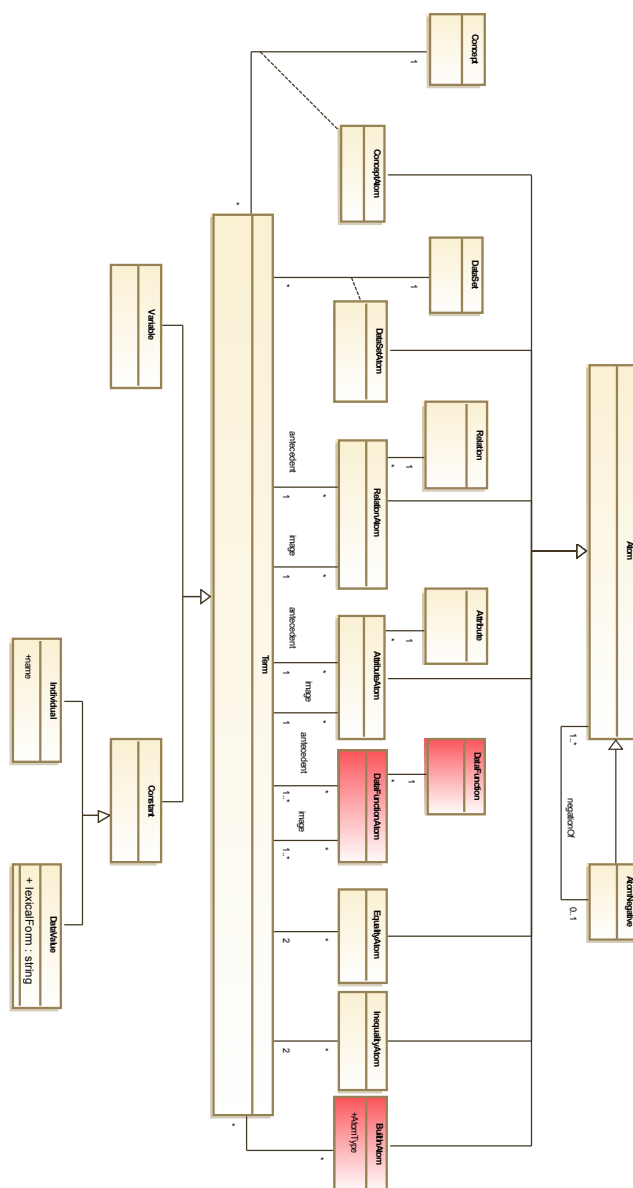 Atom
AtomNegative
1..*
negationOf
0..1
Concept
DataSet
Relation
Attribute
DataFunction
1
1
1
1
1
*
*
*
ConceptAtom
DataSetAtom
RelationAtom
AttributeAtom
DataFunctionAtom
EqualityAtom
InequalityAtom
BuiltInAtom
+AtomType
*
*
*
*
*
*
*
*
*
antecedent
image
antecedent
image
antecedent
image
*
1
1
1
1
1..*
1..*
2
2
*
*
Term
Variable
Constant
Individual
+name
DataValue
+ lexicalForm : string